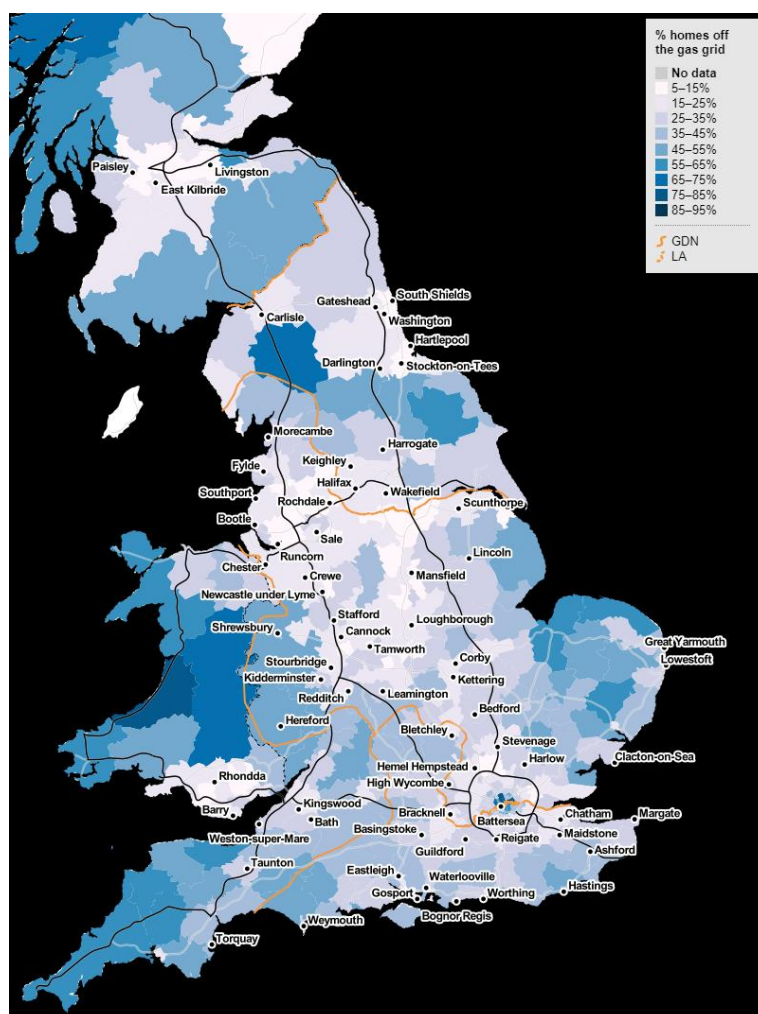 % homes off
the gas grid
No data
5–15%
15–25%
25–35%
35–45%
45–55%
55–65%
65–75%
75–85%
85–95%
GDN
LA
Paisley
Livingston
East Kilbride
South Shields
Gateshead
Washington
Carlisle
Hartlepool
Darlington
Stockton-on-Tees
Morecambe
Harrogate
Keighley
Fylde
Halifax
Wakefield
Southport
Rochdale
Scunthorpe
Bootle
Sale
Lincoln
Runcorn
Chester
Crewe
Mansfield
Newcastle under Lyme
Stafford
Loughborough
Shrewsbury
Cannock
Tamworth
Great Yarmouth
Lowestoft
Stourbridge
Corby
Kidderminster
Kettering
Redditch
Leamington
Bedford
Hereford
Bletchley
Stevenage
Hemel Hempstead
Harlow
Clacton-on-Sea
Rhondda
High Wycombe
Kingswood
Barry
Bracknell
Battersea
Chatham
Margate
Bath
Weston-super-Mare
Basingstoke
Reigate
Maidstone
Guildford
Ashford
Taunton
Eastleigh
Waterlooville
Gosport
Worthing
Hastings
Bognor Regis
Weymouth
Torquay